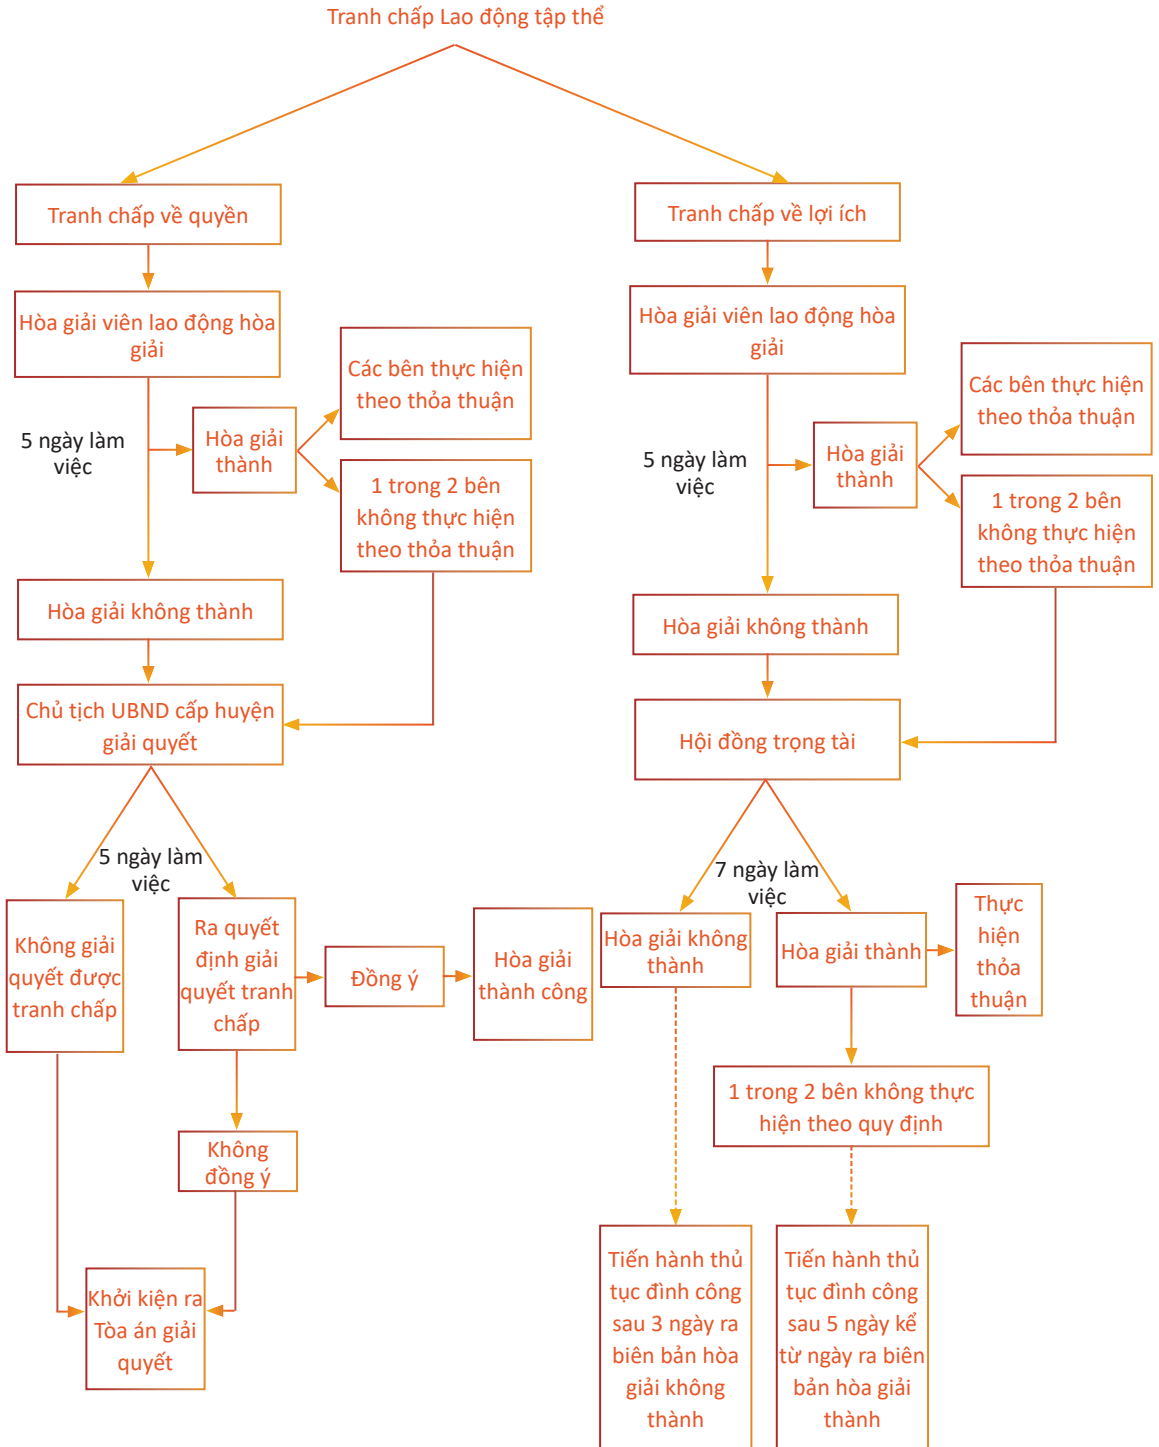 Tranh chấp Lao động tập thể
Tranh chấp về quyền
Tranh chấp về lợi ích
Hòa giải viên lao động hòa
giải
Hòa giải viên lao động hòa
giải
Các bên thực hiện
theo thỏa thuận
Các bên thực hiện
theo thỏa thuận
5 ngày làm
việc
Hòa giải
thành
5 ngày làm
việc
Hòa giải
thành
1 trong 2 bên
không thực hiện
theo thỏa thuận
1 trong 2 bên
không thực hiện
theo thỏa thuận
Hòa giải không thành
Hòa giải không thành
Chủ tịch UBND cấp huyện
giải quyết
Hội đồng trọng tài
5 ngày làm
việc
7 ngày làm
việc
Không giải
quyết được
tranh chấp
Ra quyết
định giải
quyết tranh
chấp
Đồng ý
Hòa giải
thành công
Hòa giải không
thành
Hòa giải thành
Thực
hiện
thỏa
thuận
1 trong 2 bên không thực
hiện theo quy định
Không
đồng ý
Khởi kiện ra
Tòa án giải
quyết
Tiến hành thủ
tục đình công
sau 3 ngày ra
biên bản hòa
giải không
thành
Tiến hành thủ
tục đình công
sau 5 ngày kể
từ ngày ra biên
bản hòa giải
thành